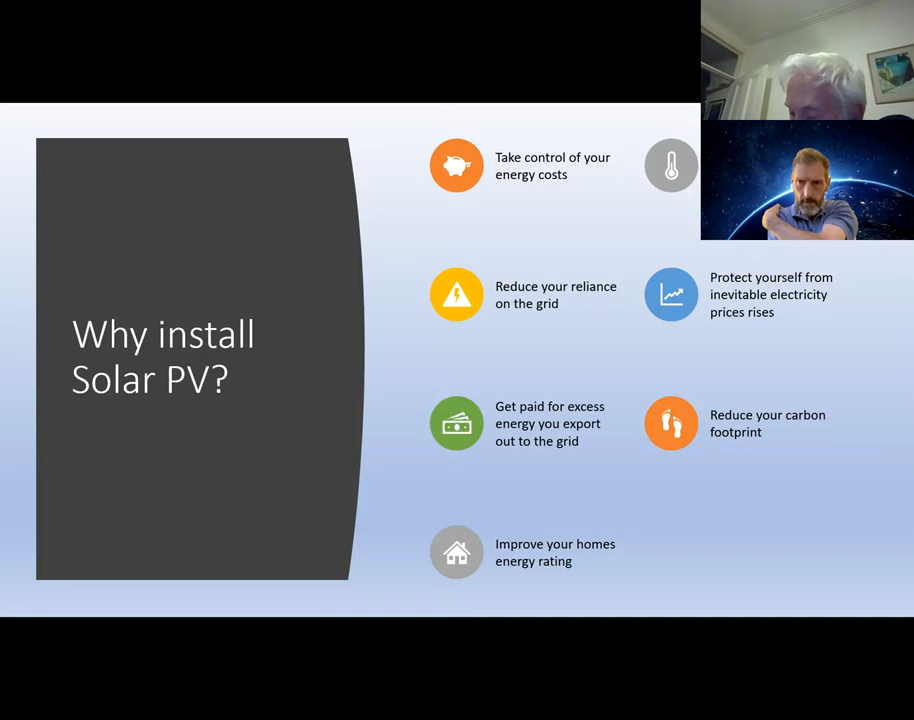 Why install
Solar PV?
Take control of your
energy costs
Reduce your reliance
on the grid
Protect yourself from
inevitable electricity
prices rises
Get paid for excess
energy you export
out to the grid
Reduce your carbon
footprint
Improve your homes
energy rating